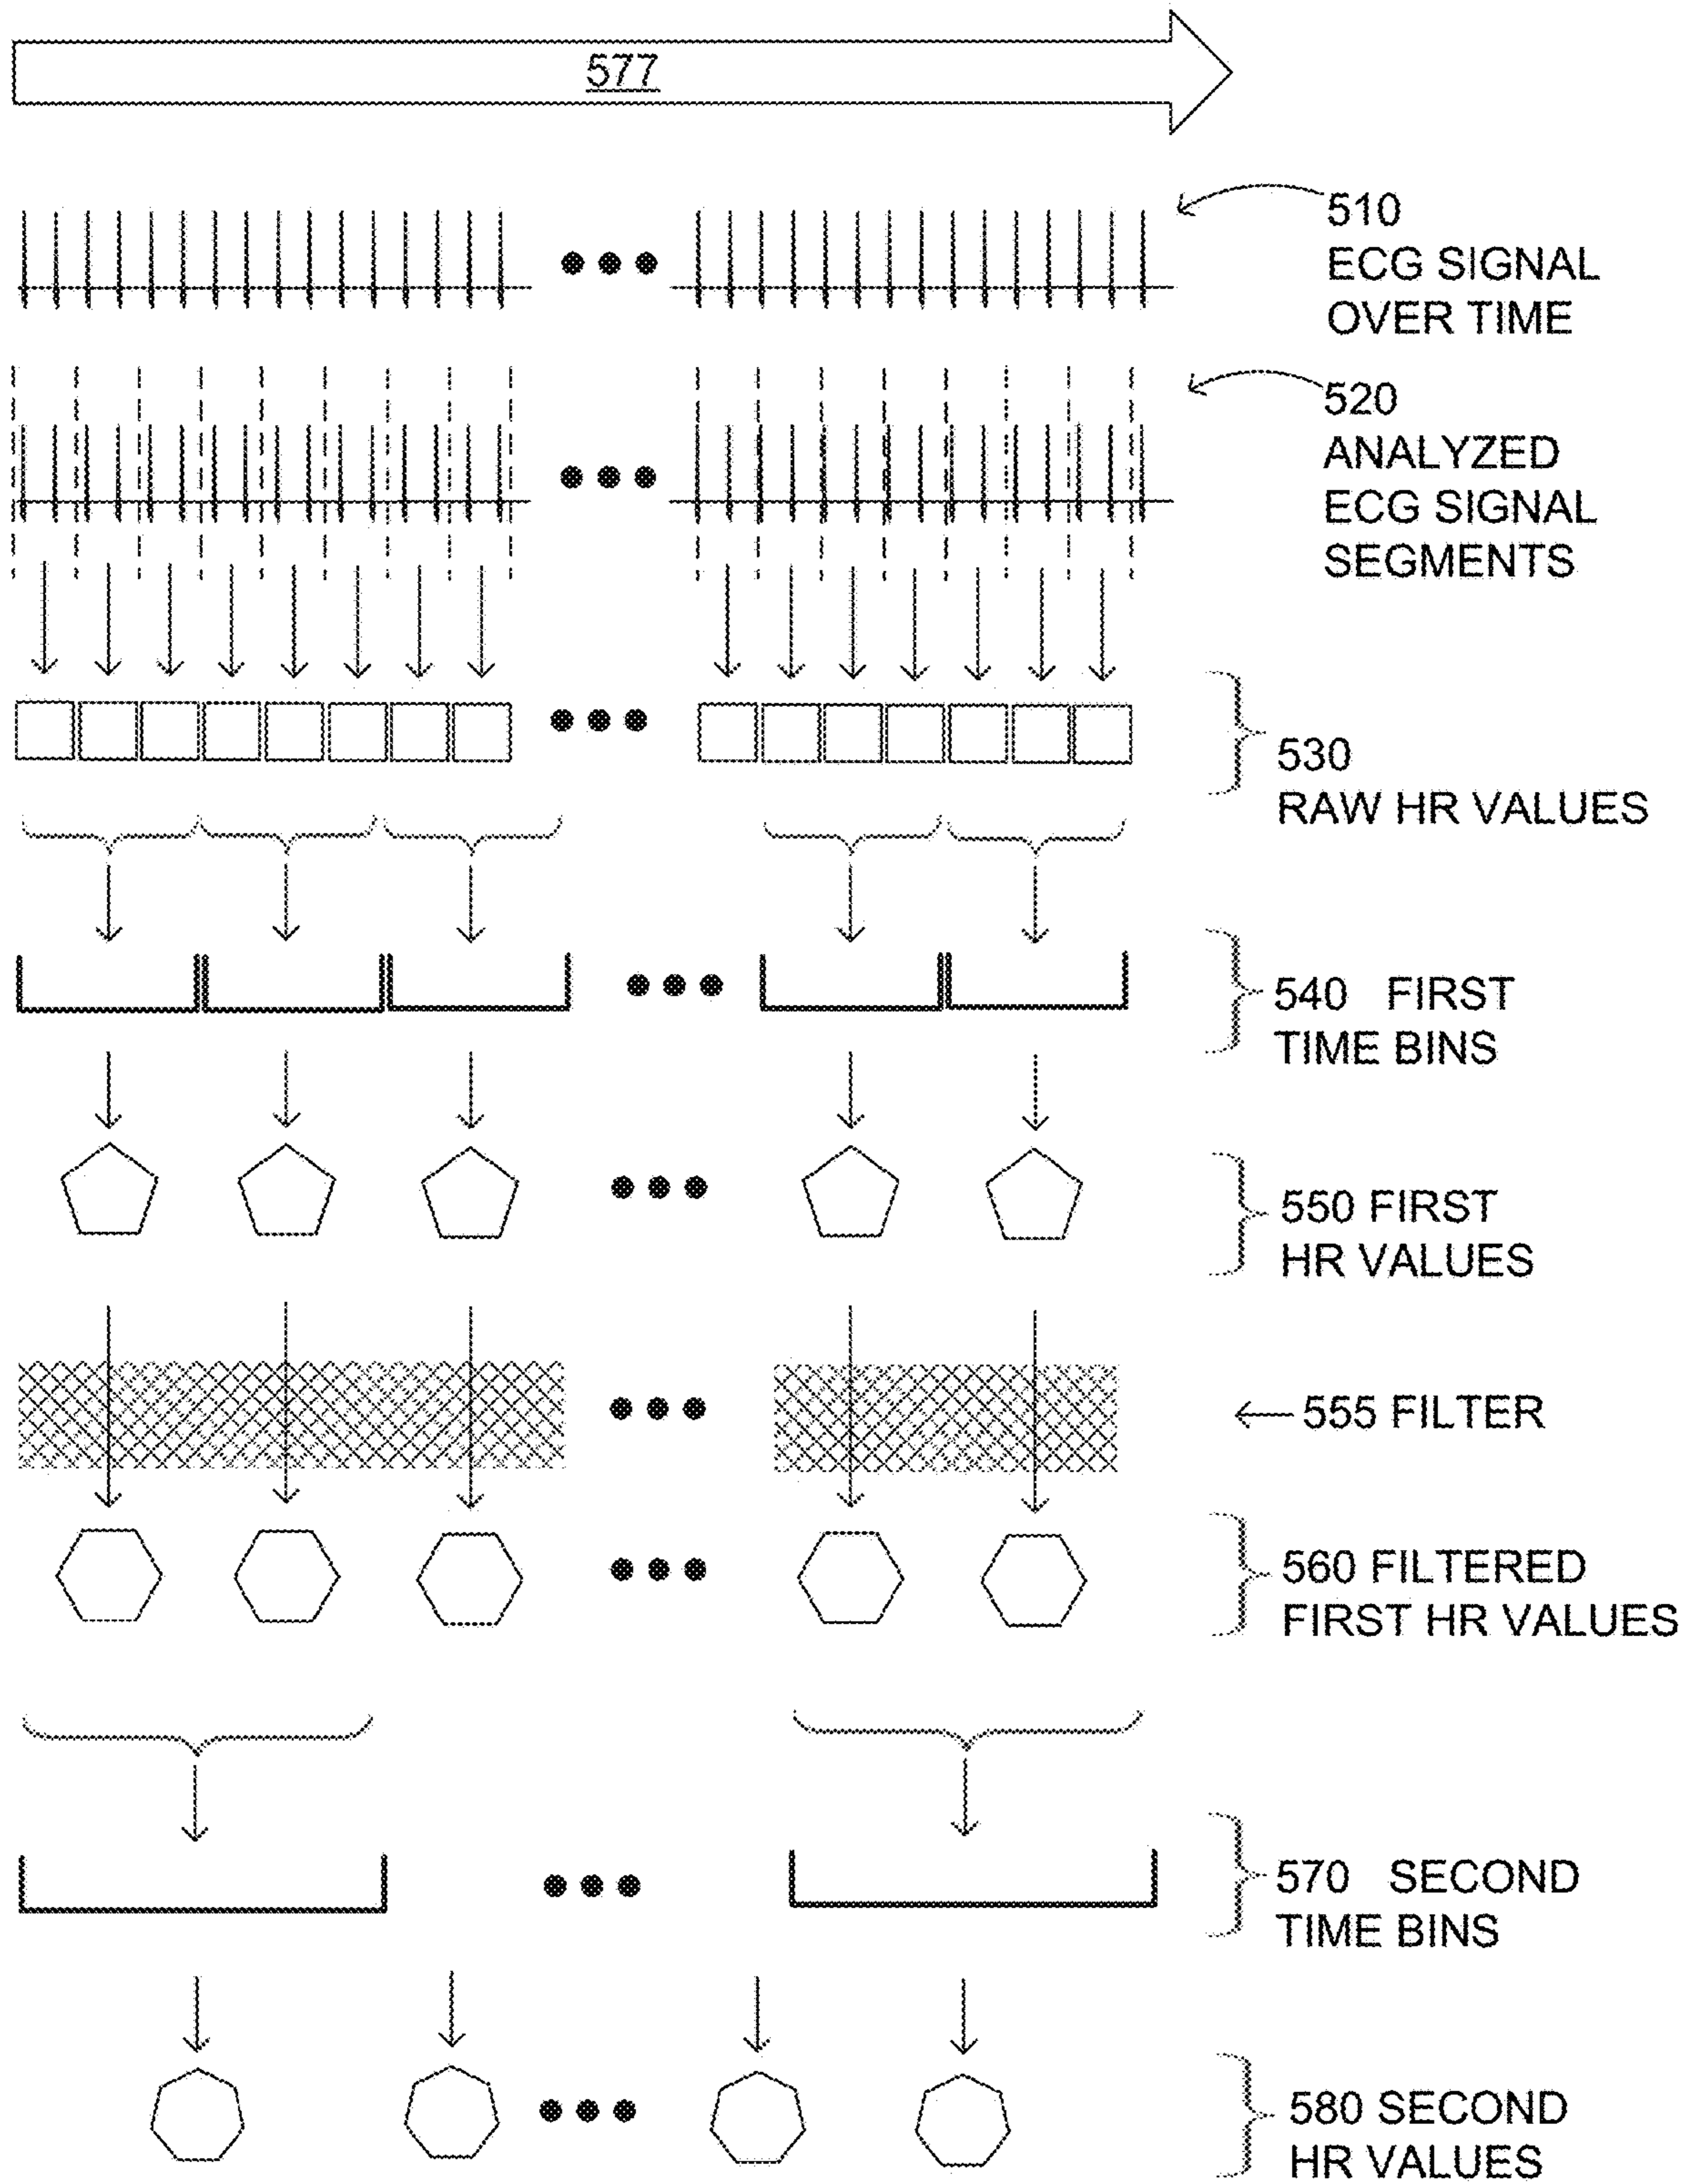 577
510
ECG SIGNAL
OVER TIME
520
ANALYZED
ECG SIGNAL
SEGMENTS
530
RAW HR VALUES
540 FIRST
TIME BINS
550 FIRST
HR VALUES
555 FILTER
560 FILTERED
FIRST HR VALUES
570 SECOND
TIME BINS
580 SECOND
HR VALUES